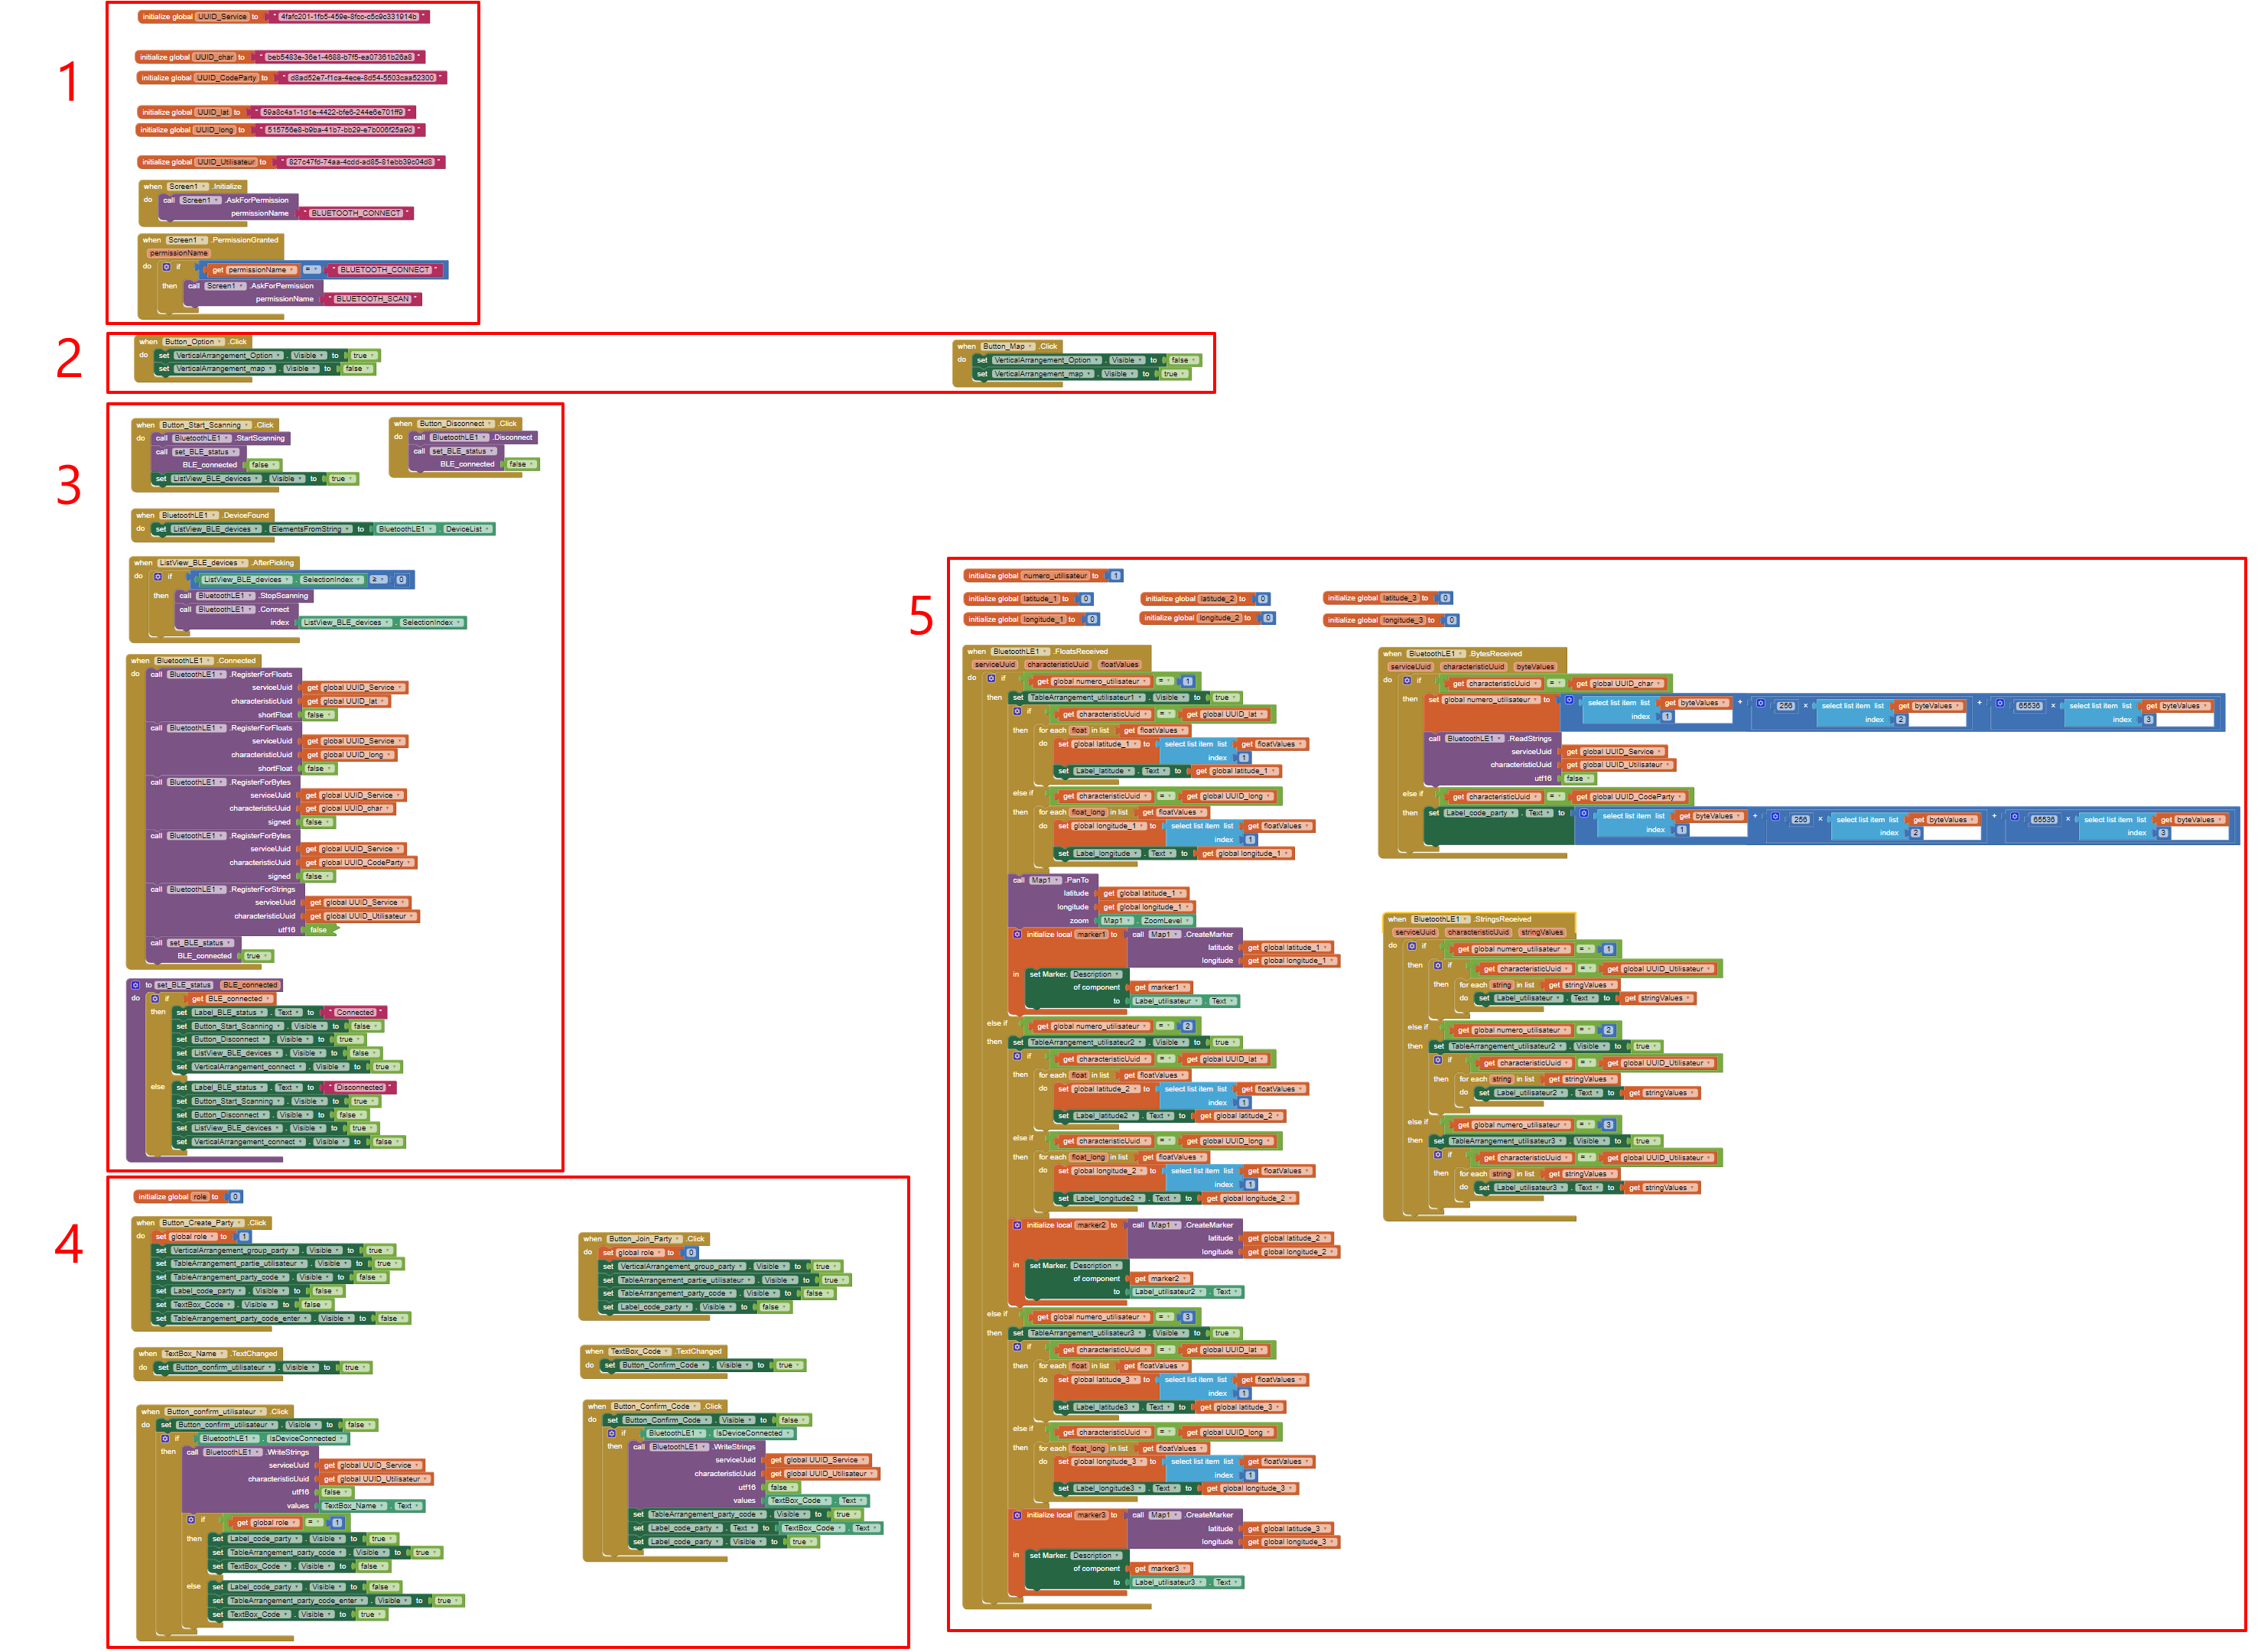 1
initialize global UUID_Service to " 4fafc201-1fb5-459e-8fcc-c5c9c331914b "
initialize global UUID_char to " beb5483e-36e1-4688-b7f5-ea07361b26a8 "
initialize global UUID_CodeParty to " d8ad52e7-f1ca-4ece-8d54-5503caa52300 "
initialize global UUID_lat to " 59a8c4a1-1d1e-4422-bfe6-244e6e701ff9 "
initialize global UUID_long to " 515756e8-b9ba-41b7-bb29-e7b006f25a9d "
initialize global UUID_Utilisateur to " 827c47fd-74aa-4cdd-ad85-81ebb39c04d8 "
when Screen1 .Initialize
do call Screen1 .AskForPermission
permissionName " BLUETOOTH_CONNECT "
when Screen1 .PermissionGranted
permissionName
do if get permissionName = " BLUETOOTH_CONNECT "
then call Screen1 .AskForPermission
permissionName " BLUETOOTH_SCAN "
2
when Button_Option .Click
do set VerticalArrangement_Option . Visible to true
set VerticalArrangement_map . Visible to false
when Button_Map .Click
do set VerticalArrangement_Option . Visible to false
set VerticalArrangement_map . Visible to true
3
when Button_Start_Scanning .Click
do call BluetoothLE1 .StartScanning
call set_BLE_status
BLE_connected false
set ListView_BLE_devices . Visible to true
when Button_Disconnect .Click
do call BluetoothLE1 .Disconnect
call set_BLE_status
BLE_connected false
when BluetoothLE1 .DeviceFound
do set ListView_BLE_devices . ElementsFromString to BluetoothLE1 . DeviceList
when ListView_BLE_devices .AfterPicking
do if ListView_BLE_devices . SelectionIndex ≥ 0
then call BluetoothLE1 .StopScanning
call BluetoothLE1 .Connect
index ListView_BLE_devices . SelectionIndex
when BluetoothLE1 .Connected
do call BluetoothLE1 .RegisterForFloats
serviceUuid get global UUID_Service
characteristicUuid get global UUID_lat
shortFloat false
call BluetoothLE1 .RegisterForFloats
serviceUuid get global UUID_Service
characteristicUuid get global UUID_long
shortFloat false
call BluetoothLE1 .RegisterForBytes
serviceUuid get global UUID_Service
characteristicUuid get global UUID_char
signed false
call BluetoothLE1 .RegisterForBytes
serviceUuid get global UUID_Service
characteristicUuid get global UUID_CodeParty
signed false
call BluetoothLE1 .RegisterForStrings
serviceUuid get global UUID_Service
characteristicUuid get global UUID_Utilisateur
utf16 false
call set_BLE_status
BLE_connected true
to set_BLE_status BLE_connected
do if get BLE_connected
then set Label_BLE_status . Text to " Connected "
set Button_Start_Scanning . Visible to false
set Button_Disconnect . Visible to true
set ListView_BLE_devices . Visible to false
set VerticalArrangement_connect . Visible to true
else set Label_BLE_status . Text to " Disconnected "
set Button_Start_Scanning . Visible to true
set Button_Disconnect . Visible to false
set ListView_BLE_devices . Visible to true
set VerticalArrangement_connect . Visible to false
4
initialize global role to 0
when Button_Create_Party .Click
do set global role to 1
set VerticalArrangement_group_party . Visible to true
set TableArrangement_partie_utilisateur . Visible to true
set TableArrangement_party_code . Visible to false
set Label_code_party . Visible to false
set TextBox_Code . Visible to false
set TableArrangement_party_code_enter . Visible to false
when Button_Join_Party .Click
do set global role to 0
set VerticalArrangement_group_party . Visible to true
set TableArrangement_partie_utilisateur . Visible to true
set TableArrangement_party_code . Visible to false
set Label_code_party . Visible to false
when TextBox_Name .TextChanged
do set Button_confirm_utilisateur . Visible to true
when TextBox_Code .TextChanged
do set Button_Confirm_Code . Visible to true
when Button_confirm_utilisateur .Click
do set Button_confirm_utilisateur . Visible to false
if BluetoothLE1 . IsDeviceConnected
then call BluetoothLE1 .WriteStrings
serviceUuid get global UUID_Service
characteristicUuid get global UUID_Utilisateur
utf16 false
values TextBox_Name . Text
if get global role = 1
then set Label_code_party . Visible to true
set TableArrangement_party_code . Visible to true
set TextBox_Code . Visible to false
else set Label_code_party . Visible to false
set TableArrangement_party_code_enter . Visible to true
set TextBox_Code . Visible to true
when Button_Confirm_Code .Click
do set Button_Confirm_Code . Visible to false
if BluetoothLE1 . IsDeviceConnected
then call BluetoothLE1 .WriteStrings
serviceUuid get global UUID_Service
characteristicUuid get global UUID_Utilisateur
utf16 false
values TextBox_Code . Text
set TableArrangement_party_code . Visible to true
set Label_code_party . Text to TextBox_Code . Text
set Label_code_party . Visible to true
5
initialize global numero_utilisateur to 1
initialize global latitude_1 to 0
initialize global latitude_2 to 0
initialize global latitude_3 to 0
initialize global longitude_1 to 0
initialize global longitude_2 to 0
initialize global longitude_3 to 0
when BluetoothLE1 .FloatsReceived
serviceUuid characteristicUuid floatValues
do if get global numero_utilisateur = 1
then set TableArrangement_utilisateur1 . Visible to true
if get characteristicUuid = get global UUID_lat
then for each float in list get floatValues
do set global latitude_1 to select list item list get floatValues
index 1
set Label_latitude . Text to get global latitude_1
else if get characteristicUuid = get global UUID_long
then for each float_long in list get floatValues
do set global longitude_1 to select list item list get floatValues
index 1
set Label_longitude . Text to get global longitude_1
call Map1 .PanTo
latitude get global latitude_1
longitude get global longitude_1
zoom Map1 . ZoomLevel
initialize local marker1 to call Map1 .CreateMarker
latitude get global latitude_1
longitude get global longitude_1
in set Marker. Description
of component get marker1
to Label_utilisateur . Text
else if get global numero_utilisateur = 2
then set TableArrangement_utilisateur2 . Visible to true
if get characteristicUuid = get global UUID_lat
then for each float in list get floatValues
do set global latitude_2 to select list item list get floatValues
index 1
set Label_latitude2 . Text to get global latitude_2
else if get characteristicUuid = get global UUID_long
then for each float_long in list get floatValues
do set global longitude_2 to select list item list get floatValues
index 1
set Label_longitude2 . Text to get global longitude_2
initialize local marker2 to call Map1 .CreateMarker
latitude get global latitude_2
longitude get global longitude_2
in set Marker. Description
of component get marker2
to Label_utilisateur2 . Text
else if get global numero_utilisateur = 3
then set TableArrangement_utilisateur3 . Visible to true
if get characteristicUuid = get global UUID_lat
then for each float in list get floatValues
do set global latitude_3 to select list item list get floatValues
index 1
set Label_latitude3 . Text to get global latitude_3
else if get characteristicUuid = get global UUID_long
then for each float_long in list get floatValues
do set global longitude_3 to select list item list get floatValues
index 1
set Label_longitude3 . Text to get global longitude_3
initialize local marker3 to call Map1 .CreateMarker
latitude get global latitude_3
longitude get global longitude_3
in set Marker. Description
of component get marker3
to Label_utilisateur3 . Text
when BluetoothLE1 .BytesReceived
serviceUuid characteristicUuid byteValues
do if get characteristicUuid = get global UUID_char
then set global numero_utilisateur to select list item list get byteValues + 256 × select list item list get byteValues + 65536 × select list item list get byteValues
index 1 index 2 index 3
call BluetoothLE1 .ReadStrings
serviceUuid get global UUID_Service
characteristicUuid get global UUID_Utilisateur
utf16 false
else if get characteristicUuid = get global UUID_CodeParty
then set Label_code_party . Text to select list item list get byteValues + 256 × select list item list get byteValues + 65536 × select list item list get byteValues
index 1 index 2 index 3
when BluetoothLE1 .StringsReceived
serviceUuid characteristicUuid stringValues
do if get global numero_utilisateur = 1
then if get characteristicUuid = get global UUID_Utilisateur
then for each string in list get stringValues
do set Label_utilisateur . Text to get stringValues
else if get global numero_utilisateur = 2
then set TableArrangement_utilisateur2 . Visible to true
if get characteristicUuid = get global UUID_Utilisateur
then for each string in list get stringValues
do set Label_utilisateur2 . Text to get stringValues
else if get global numero_utilisateur = 3
then set TableArrangement_utilisateur3 . Visible to true
if get characteristicUuid = get global UUID_Utilisateur
then for each string in list get stringValues
do set Label_utilisateur3 . Text to get stringValues